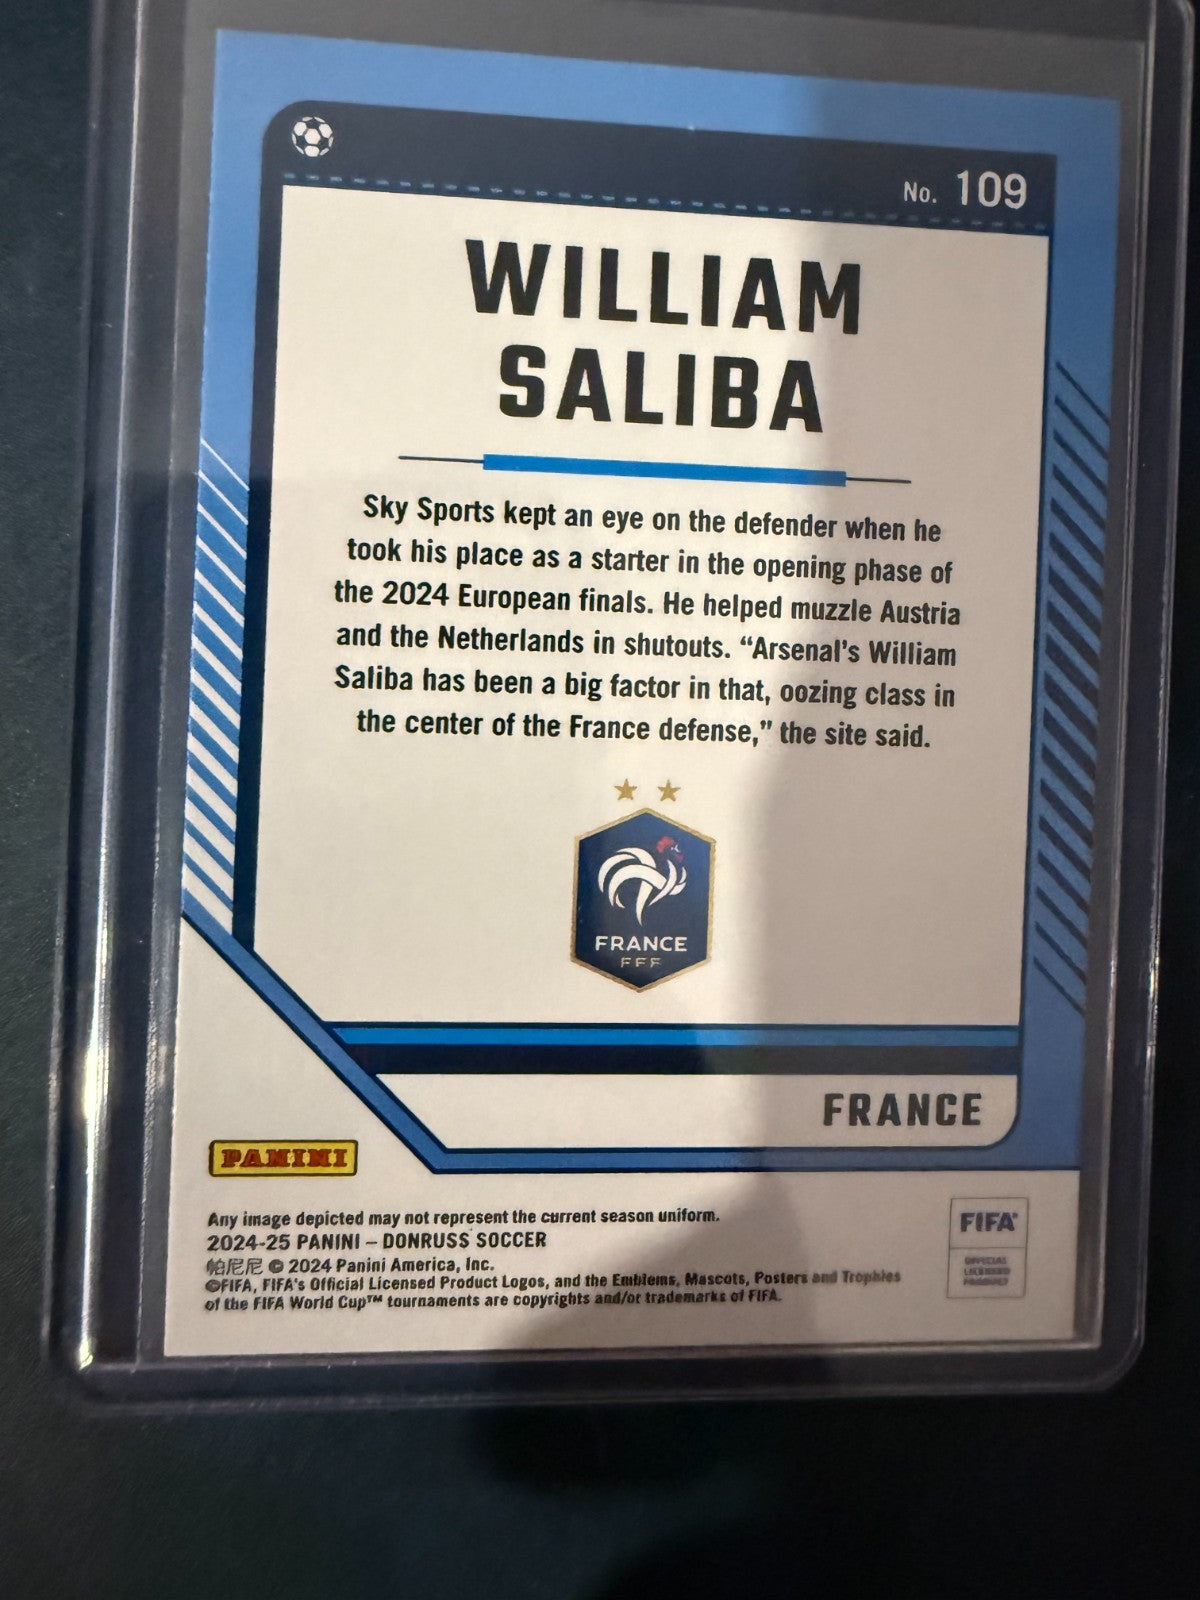 No. 109
WILLIAM
SALIBA
Sky Sports kept an eye on the defender when he
took his place as a starter in the opening phase of
the 2024 European finals. He helped muzzle Austria
and the Netherlands in shutouts. “Arsenal’s William
Saliba has been a big factor in that, oozing class in
the center of the France defense,” the site said.
FRANCE
FFF
FRANCE
PANINI
Any image depicted may not represent the current season uniform.
2024-25 PANINI – DONRUSS SOCCER
帕尼尼 © 2024 Panini America, Inc.
©FIFA, FIFA's Official Licensed Product Logos, and the Emblems, Mascots, Posters and Trophies
of the FIFA World Cup™ tournaments are copyrights and/or trademarks of FIFA.
FIFA®
OFFICIAL
LICENSED
PRODUCT